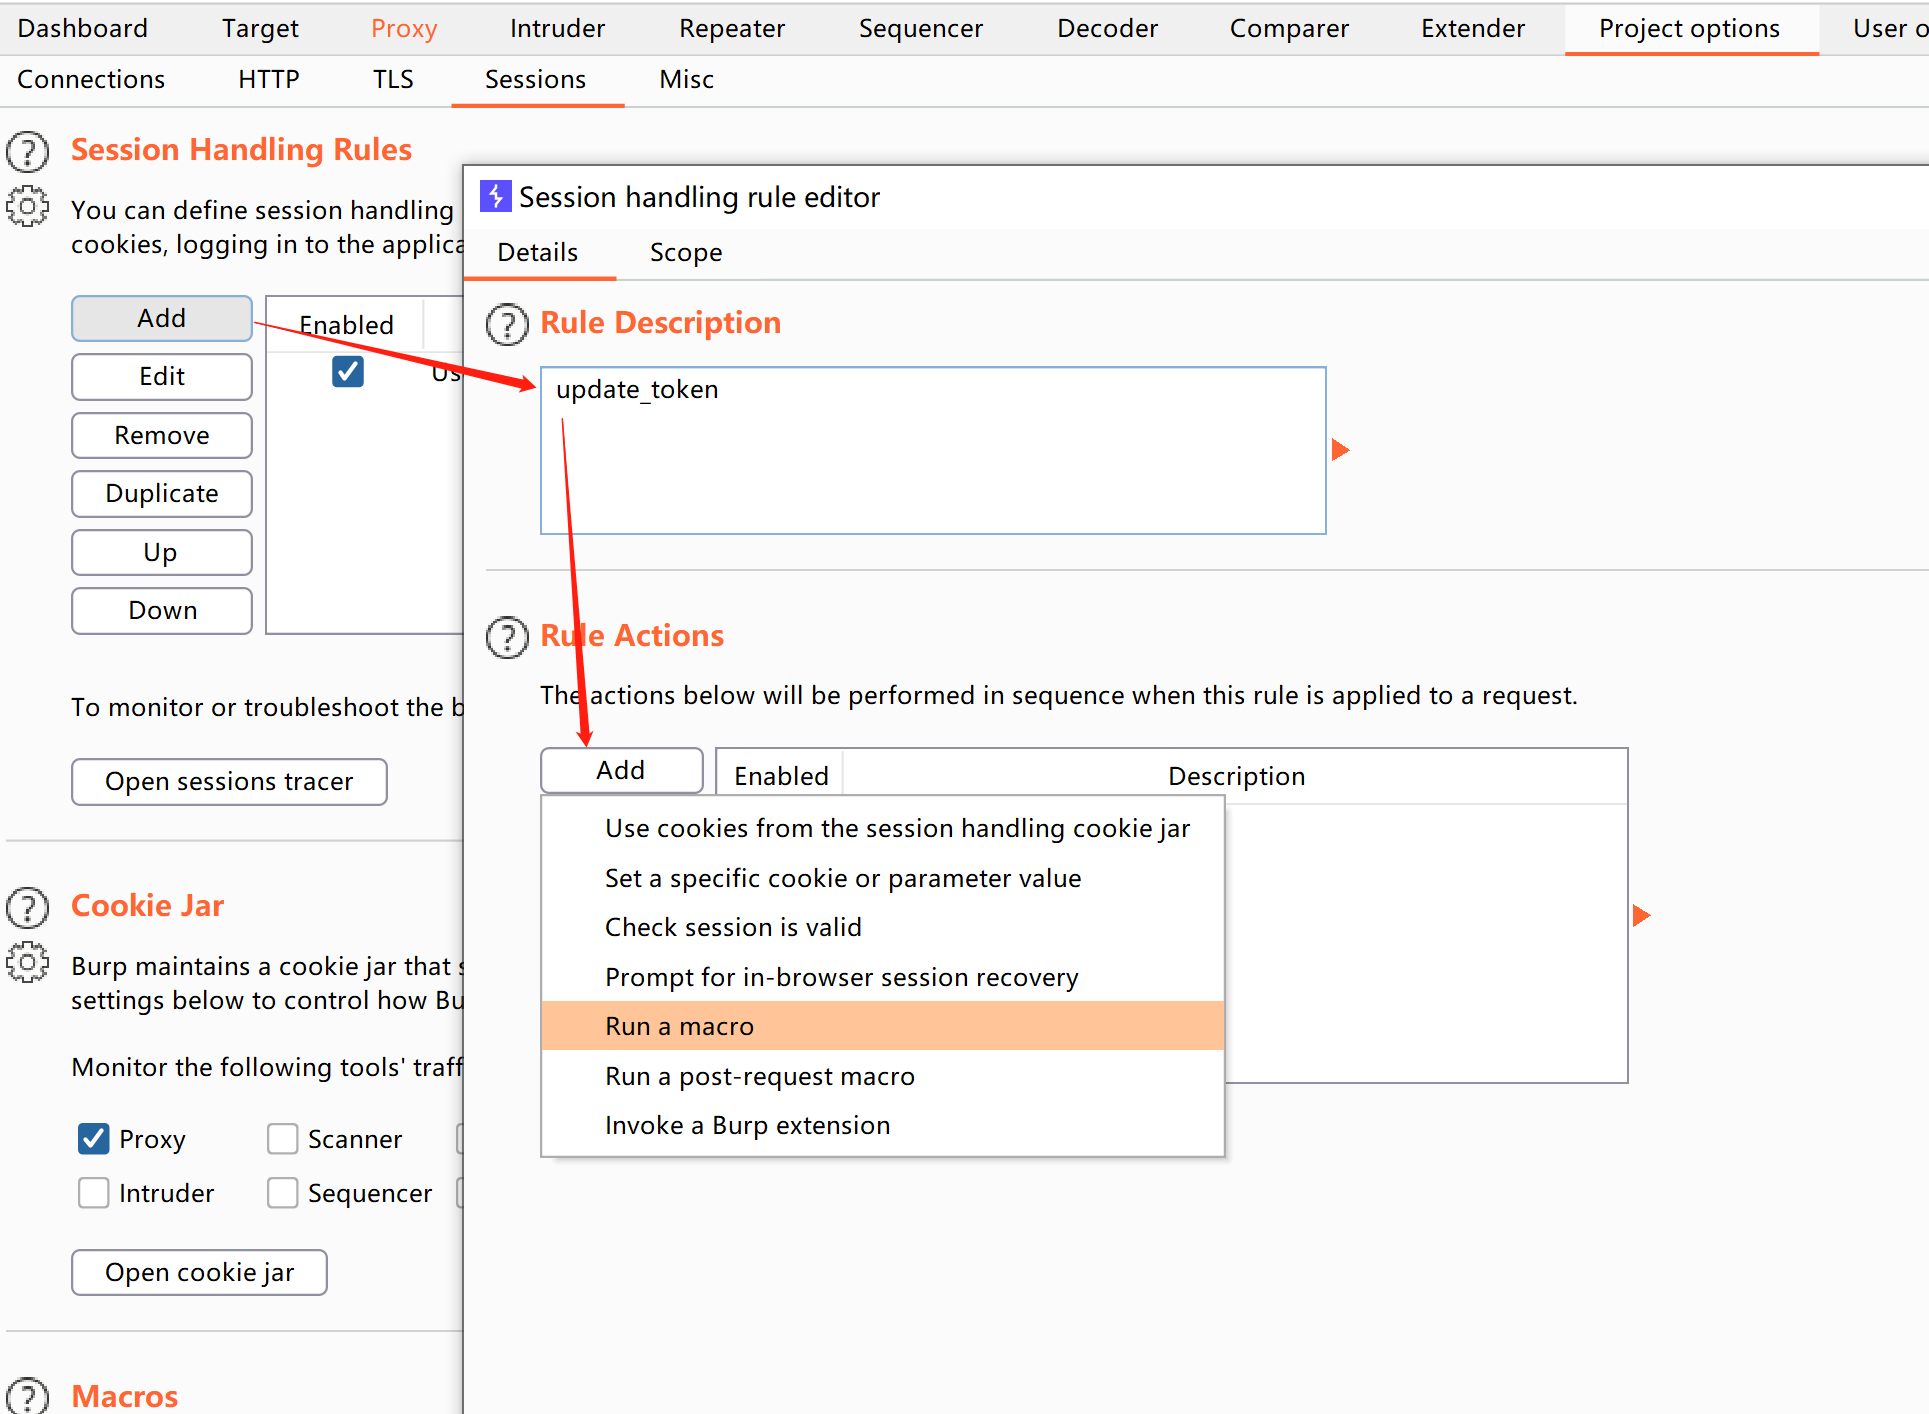 Dashboard Target Proxy Intruder Repeater Sequencer Decoder Comparer Extender Project options User o
Connections HTTP TLS Sessions Misc
Session Handling Rules
You can define session handling
cookies, logging in to the applica
Add
Edit
Remove
Duplicate
Up
Down
Enabled
Us
To monitor or troubleshoot the b
Open sessions tracer
Cookie Jar
Burp maintains a cookie jar that s
settings below to control how Bu
Monitor the following tools' traff
Proxy Scanner
Intruder Sequencer
Open cookie jar
Macros
Session handling rule editor
Details Scope
Rule Description
update_token
Rule Actions
The actions below will be performed in sequence when this rule is applied to a request.
Add Enabled Description
Use cookies from the session handling cookie jar
Set a specific cookie or parameter value
Check session is valid
Prompt for in-browser session recovery
Run a macro
Run a post-request macro
Invoke a Burp extension